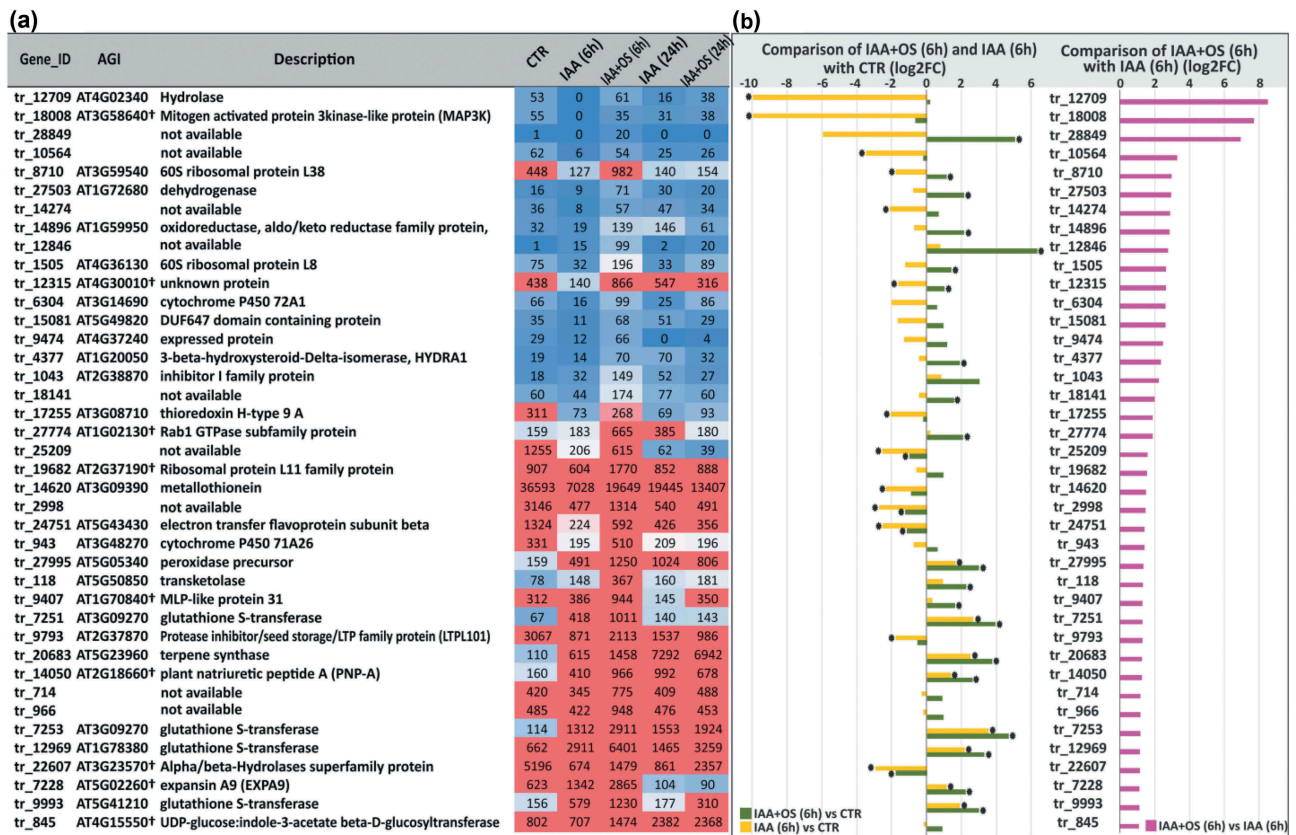 (a)
Gene_ID AGI Description CTR IAA (6h) IAA+OS (6h) IAA (24h) IAA+OS (24h)
tr_12709 AT4G02340 Hydrolase 53 0 61 16 38
tr_18008 AT3G58640† Mitogen activated protein 3kinase-like protein (MAP3K) 55 0 35 31 38
tr_28849 not available 1 0 20 0 0
tr_10564 not available 62 6 54 25 26
tr_8710 AT3G59540 60S ribosomal protein L38 448 127 982 140 154
tr_27503 AT1G72680 dehydrogenase 16 9 71 30 20
tr_14274 not available 36 8 57 47 34
tr_14896 AT1G59950 oxidoreductase, aldo/keto reductase family protein, 32 19 139 146 61
tr_12846 not available 1 15 99 2 20
tr_1505 AT4G36130 60S ribosomal protein L8 75 32 196 33 89
tr_12315 AT4G30010† unknown protein 438 140 866 547 316
tr_6304 AT3G14690 cytochrome P450 72A1 66 16 99 25 86
tr_15081 AT5G49820 DUF647 domain containing protein 35 11 68 51 29
tr_9474 AT4G37240 expressed protein 29 12 66 0 4
tr_4377 AT1G20050 3-beta-hydroxysteroid-Delta-isomerase, HYDRA1 19 14 70 70 32
tr_1043 AT2G38870 inhibitor I family protein 18 32 149 52 27
tr_18141 not available 60 44 174 77 60
tr_17255 AT3G08710 thioredoxin H-type 9 A 311 73 268 69 93
tr_27774 AT1G02130† Rab1 GTPase subfamily protein 159 183 665 385 180
tr_25209 not available 1255 206 615 62 39
tr_19682 AT2G37190† Ribosomal protein L11 family protein 907 604 1770 852 888
tr_14620 AT3G09390 metallothionein 36593 7028 19649 19445 13407
tr_2998 not available 3146 477 1314 540 491
tr_24751 AT5G43430 electron transfer flavoprotein subunit beta 1324 224 592 426 356
tr_943 AT3G48270 cytochrome P450 71A26 331 195 510 209 196
tr_27995 AT5G05340 peroxidase precursor 159 491 1250 1024 806
tr_118 AT5G50850 transketolase 78 148 367 160 181
tr_9407 AT1G70840† MLP-like protein 31 312 386 944 145 350
tr_7251 AT3G09270 glutathione S-transferase 67 418 1011 140 143
tr_9793 AT2G37870 Protease inhibitor/seed storage/LTP family protein (LTPL101) 3067 871 2113 1537 986
tr_20683 AT5G23960 terpene synthase 110 615 1458 7292 6942
tr_14050 AT2G18660† plant natriuretic peptide A (PNP-A) 160 410 966 992 678
tr_714 not available 420 345 775 409 488
tr_966 not available 485 422 948 476 453
tr_7253 AT3G09270 glutathione S-transferase 114 1312 2911 1553 1924
tr_12969 AT1G78380 glutathione S-transferase 662 2911 6401 1465 3259
tr_22607 AT3G23570† Alpha/beta-Hydrolases superfamily protein 5196 674 1479 861 2357
tr_7228 AT5G02260† expansin A9 (EXPA9) 623 1342 2865 104 90
tr_9993 AT5G41210 glutathione S-transferase 156 579 1230 177 310
tr_845 AT4G15550† UDP-glucose:indole-3-acetate beta-D-glucosyltransferase 802 707 1474 2382 2368
(b)
Comparison of IAA+OS (6h) and IAA (6h)
with CTR (log2FC)
-10 -8 -6 -4 -2 0 2 4 6
IAA+OS (6h) vs CTR
IAA (6h) vs CTR
Comparison of IAA+OS (6h)
with IAA (6h) (log2FC)
0 2 4 6 8
tr_12709
tr_18008
tr_28849
tr_10564
tr_8710
tr_27503
tr_14274
tr_14896
tr_12846
tr_1505
tr_12315
tr_6304
tr_15081
tr_9474
tr_4377
tr_1043
tr_18141
tr_17255
tr_27774
tr_25209
tr_19682
tr_14620
tr_2998
tr_24751
tr_943
tr_27995
tr_118
tr_9407
tr_7251
tr_9793
tr_20683
tr_14050
tr_714
tr_966
tr_7253
tr_12969
tr_22607
tr_7228
tr_9993
tr_845
IAA+OS (6h) vs IAA (6h)